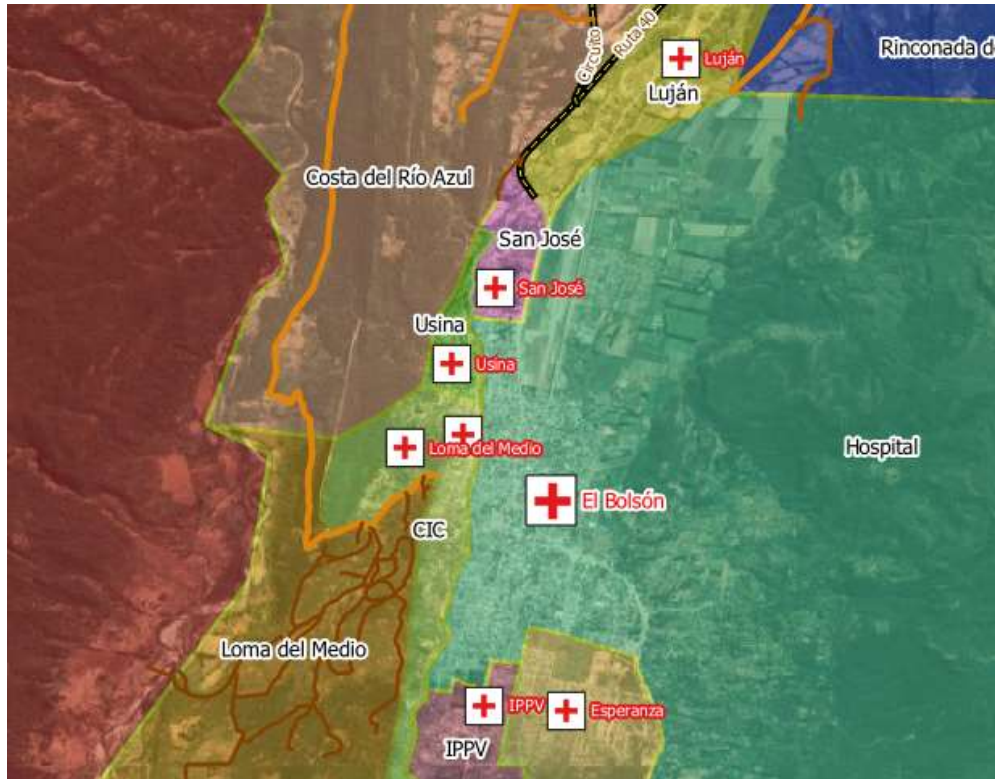 Circuito
Ruta 40
Luján
Rinconada d
Luján
Costa del Río Azul
San José
San José
Usina
Usina
Loma del Medio
Hospital
El Bolsón
CIC
Loma del Medio
IPPV
Esperanza
IPPV